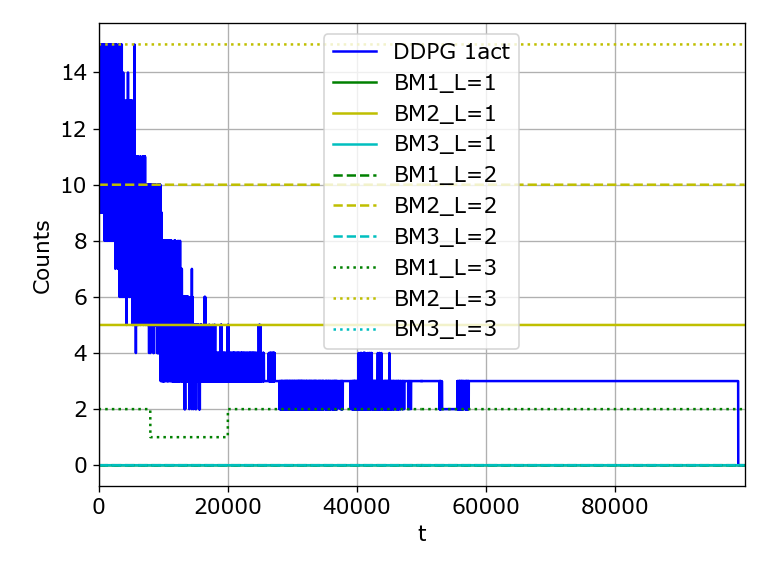 DDPG 1act
BM1_L=1
BM2_L=1
BM3_L=1
BM1_L=2
BM2_L=2
BM3_L=2
BM1_L=3
BM2_L=3
BM3_L=3
Counts
14
12
10
8
6
4
2
0
0 20000 40000 60000 80000
t